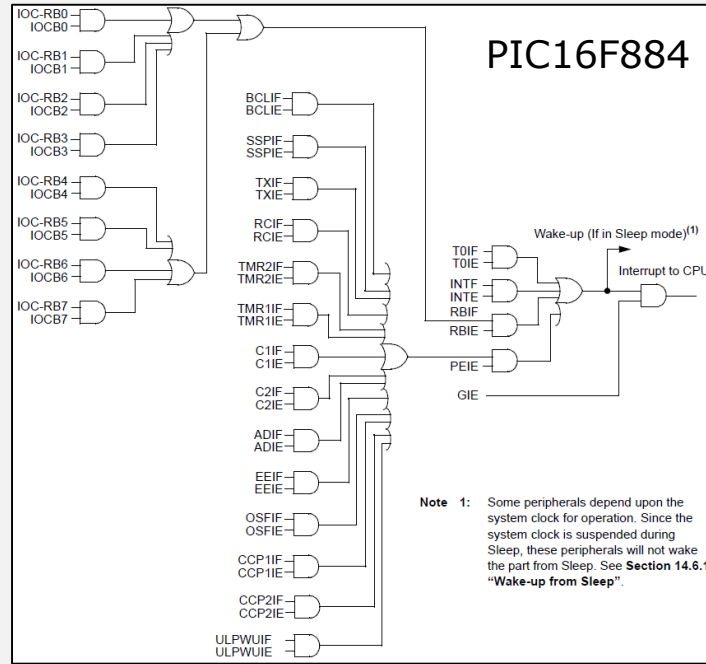 PIC16F884
IOC-RB0
IOCB0
IOC-RB1
IOCB1
IOC-RB2
IOCB2
IOC-RB3
IOCB3
IOC-RB4
IOCB4
IOC-RB5
IOCB5
IOC-RB6
IOCB6
IOC-RB7
IOCB7
BCLIF
BCLIE
SSPIF
SSPIE
TXIF
TXIE
RCIF
RCIE
TMR2IF
TMR2IE
TMR1IF
TMR1IE
C1IF
C1IE
C2IF
C2IE
ADIF
ADIE
EEIF
EEIE
OSFIF
OSFIE
CCP1IF
CCP1IE
CCP2IF
CCP2IE
ULPWUIF
ULPWUIE
T0IF
T0IE
INTF
INTE
RBIF
RBIE
PEIE
GIE
Wake-up (If in Sleep mode)(1)
Interrupt to CPU
Note 1: Some peripherals depend upon the
system clock for operation. Since the
system clock is suspended during
Sleep, these peripherals will not wake
the part from Sleep. See Section 14.6.1
“Wake-up from Sleep”.